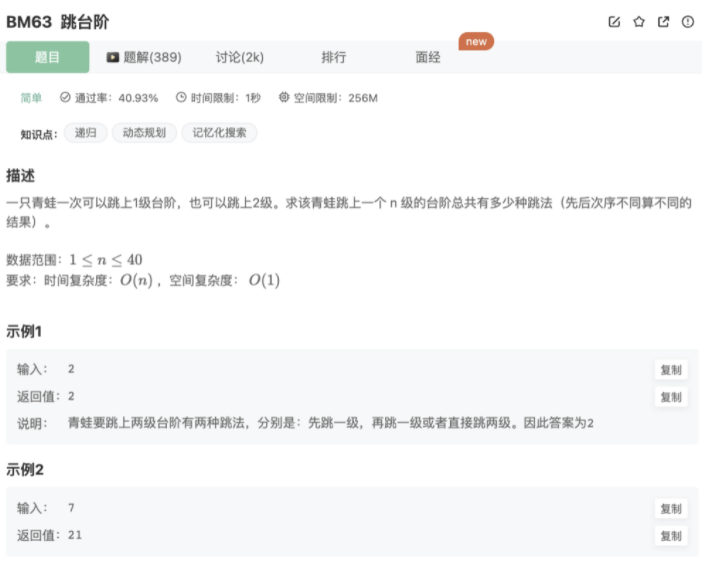 BM63 跳台阶
new
题目 题解(389) 讨论(2k) 排行 面经
简单 通过率：40.93% 时间限制：1秒 空间限制：256M
知识点： 递归 动态规划 记忆化搜索
描述
一只青蛙一次可以跳上1级台阶，也可以跳上2级。求该青蛙跳上一个 n 级的台阶总共有多少种跳法（先后次序不同算不同的
结果）。
数据范围：1 ≤ n ≤ 40
要求：时间复杂度：O(n) ，空间复杂度： O(1)
示例1
输入： 2 复制
返回值：2 复制
说明： 青蛙要跳上两级台阶有两种跳法，分别是：先跳一级，再跳一级或者直接跳两级。因此答案为2
示例2
输入： 7 复制
返回值：21 复制